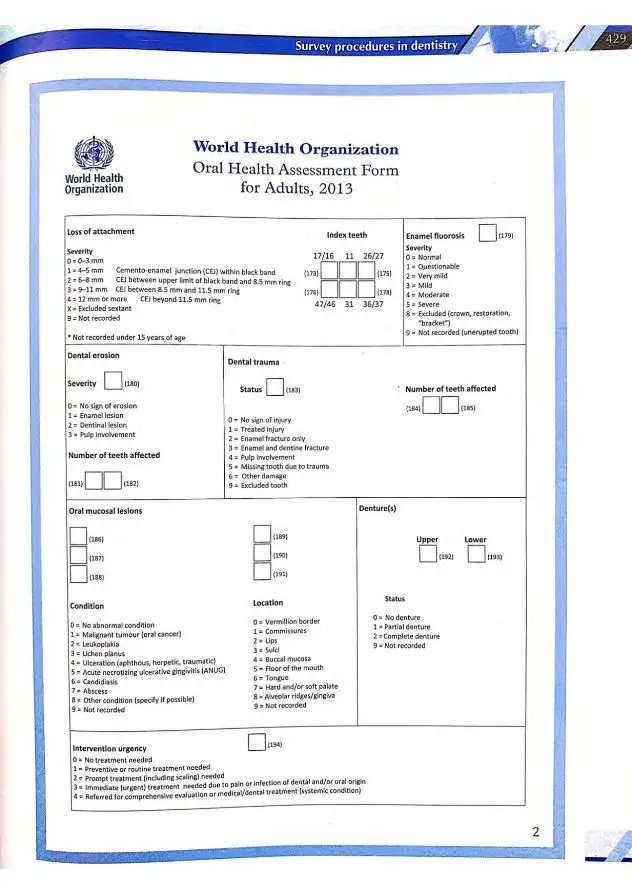 Survey procedures in dentistry
429
World Health Organization
Oral Health Assessment Form
for Adults, 2013
World Health
Organization
Loss of attachment
Index teeth
Severity
0 = 0–3 mm
1 = 4–5 mm Cemento-enamel junction (CEJ) within black band
2 = 6–8 mm CEJ between upper limit of black band and 8.5 mm ring
3 = 9–11 mm CEJ between 8.5 mm and 11.5 mm ring
4 = 12 mm or more CEJ beyond 11.5 mm ring
X = Excluded sextant
9 = Not recorded
* Not recorded under 15 years of age
17/16 11 26/27
(173) (175)
(176) (178)
47/46 31 36/37
Enamel fluorosis (179)
Severity
0 = Normal
1 = Questionable
2 = Very mild
3 = Mild
4 = Moderate
5 = Severe
8 = Excluded (crown, restoration,
"bracket")
9 = Not recorded (unerupted tooth)
Dental erosion
Severity (180)
0 = No sign of erosion
1 = Enamel lesion
2 = Dentinal lesion
3 = Pulp involvement
Number of teeth affected
(181) (182)
Dental trauma
Status (183)
0 = No sign of injury
1 = Treated injury
2 = Enamel fracture only
3 = Enamel and dentine fracture
4 = Pulp involvement
5 = Missing tooth due to trauma
6 = Other damage
9 = Excluded tooth
Number of teeth affected
(184) (185)
Oral mucosal lesions
(186) (189)
(187) (190)
(188) (191)
Condition
0 = No abnormal condition
1 = Malignant tumour (oral cancer)
2 = Leukoplakia
3 = Lichen planus
4 = Ulceration (aphthous, herpetic, traumatic)
5 = Acute necrotizing ulcerative gingivitis (ANUG)
6 = Candidiasis
7 = Abscess
8 = Other condition (specify if possible)
9 = Not recorded
Location
0 = Vermillion border
1 = Commissures
2 = Lips
3 = Sulci
4 = Buccal mucosa
5 = Floor of the mouth
6 = Tongue
7 = Hard and/or soft palate
8 = Alveolar ridges/gingiva
9 = Not recorded
Denture(s)
Upper Lower
(192) (193)
Status
0 = No denture
1 = Partial denture
2 =Complete denture
9 = Not recorded
Intervention urgency (194)
0 = No treatment needed
1 = Preventive or routine treatment needed
2 = Prompt treatment (including scaling) needed
3 = Immediate (urgent) treatment needed due to pain or infection of dental and/or oral origin
4 = Referred for comprehensive evaluation or medical/dental treatment (systemic condition)
2